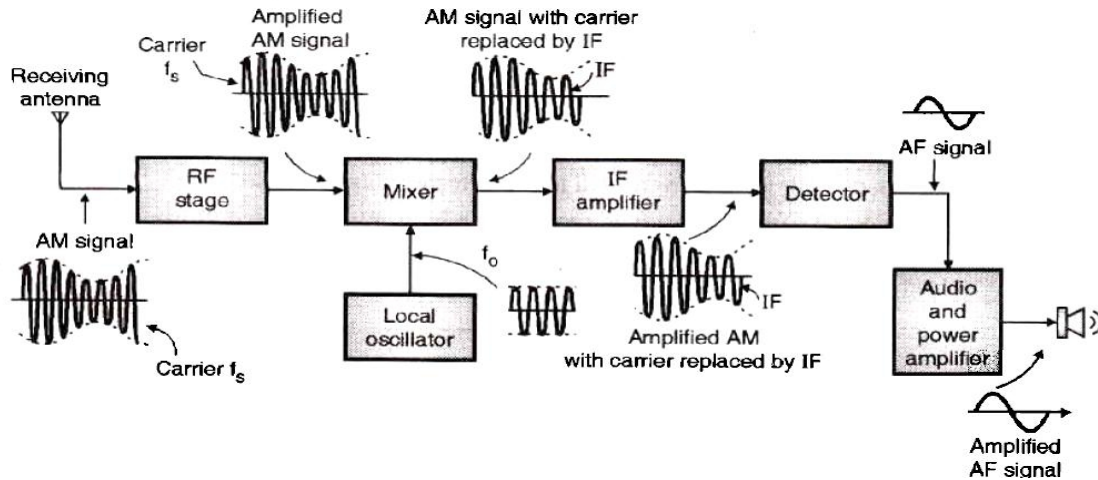 Receiving
antenna
AM signal
Carrier fs
RF
stage
Carrier
fs
Amplified
AM signal
Mixer
AM signal with carrier
replaced by IF
IF
fo
Local
oscillator
IF
amplifier
IF
Amplified AM
with carrier replaced by IF
Detector
AF signal
Audio
and
power
amplifier
Amplified
AF signal